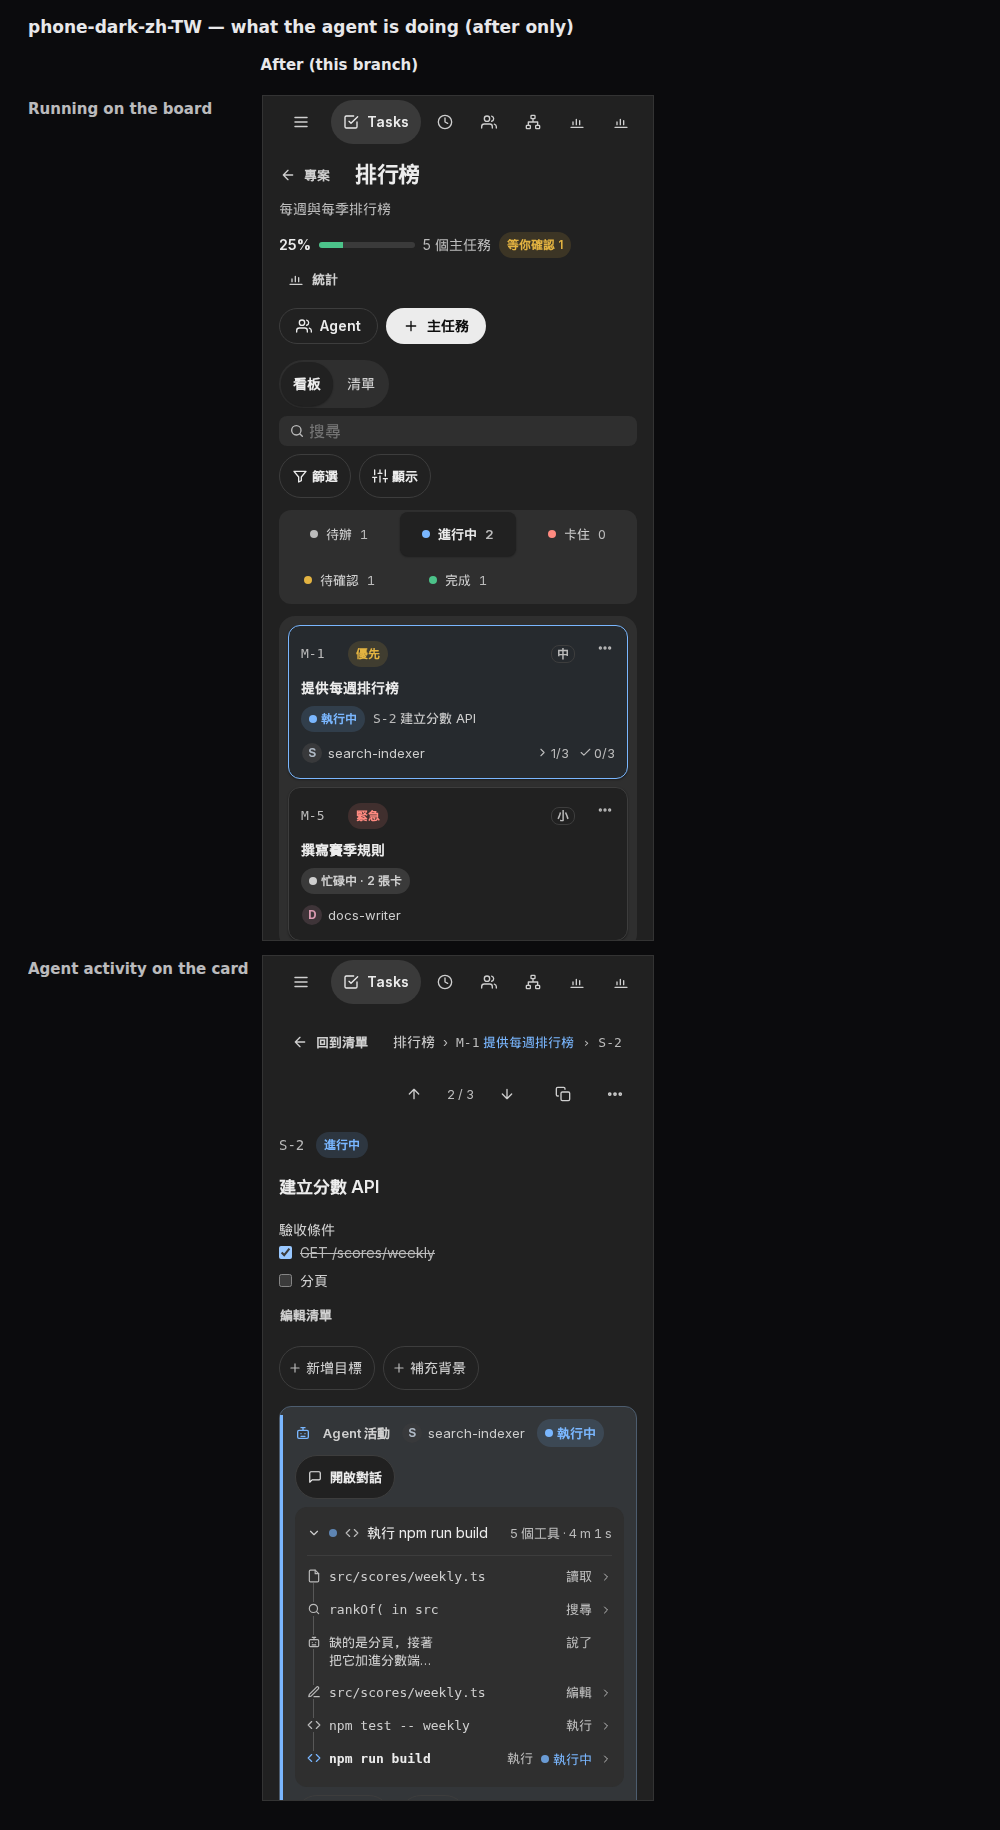 phone-dark-zh-TW — what the agent is doing (after only)
After (this branch)
Running on the board
Tasks
專案 排行榜
每週與每季排行榜
25% 5 個主任務 等你確認 1
統計
Agent 主任務
看板 清單
搜尋
篩選 顯示
待辦 1 進行中 2 卡住 0
待確認 1 完成 1
M-1 優先 中
提供每週排行榜
執行中 S-2 建立分數 API
S search-indexer 1/3 0/3
M-5 緊急 小
撰寫賽季規則
忙碌中 · 2 張卡
D docs-writer
Agent activity on the card
Tasks
回到清單 排行榜 › M-1 提供每週排行榜 › S-2
2 / 3
S-2 進行中
建立分數 API
驗收條件
GET /scores/weekly
分頁
編輯清單
新增目標 補充背景
Agent 活動 S search-indexer 執行中
開啟對話
執行 npm run build 5 個工具 · 4 m 1 s
src/scores/weekly.ts 讀取
rankOf( in src 搜尋
缺的是分頁，接著 說了
把它加進分數端…
src/scores/weekly.ts 編輯
npm test -- weekly 執行
npm run build 執行 執行中